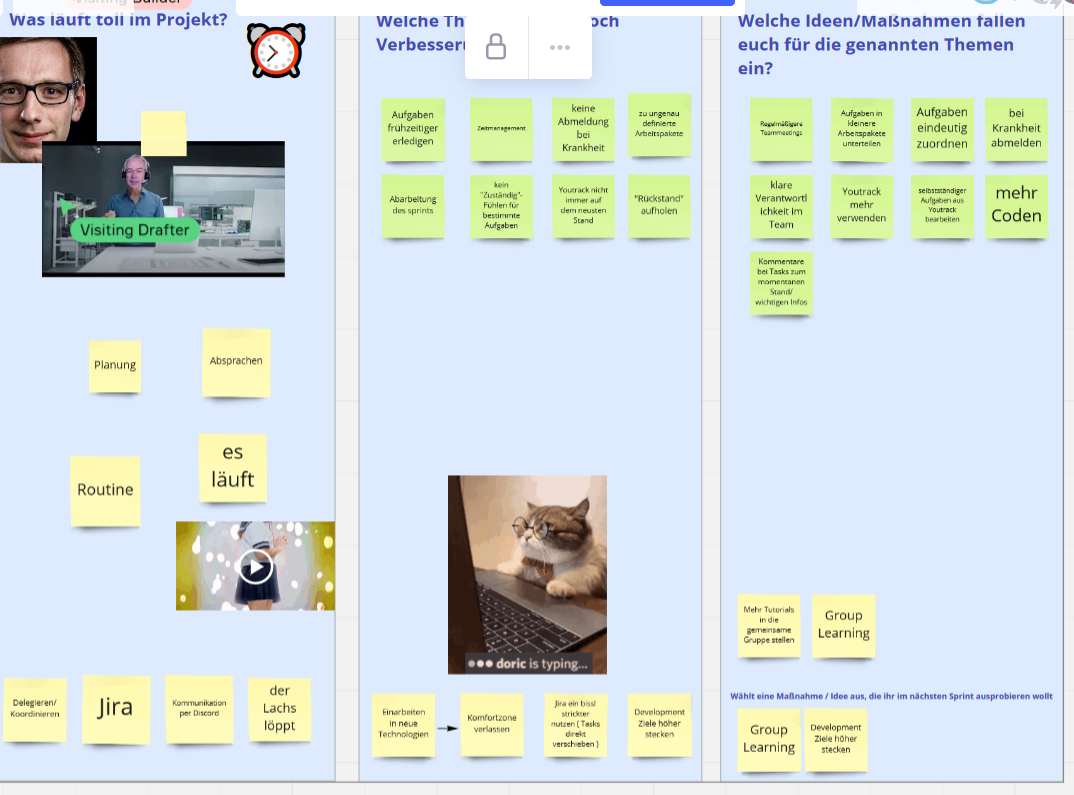 Was läuft toll im Projekt?
Visiting Drafter
Planung
Absprachen
Routine
es
läuft
Delegieren/
Koordinieren
Jira
Kommunikation
per Discord
der
Lachs
löppt
Welche
och
Aufgaben
frühzeitiger
erledigen
Zeitmanagement
keine
Abmeldung
bei
Krankheit
zu ungenau
definierte
Arbeitspakete
Abarbeitung
des sprints
kein
"Zuständig"-
Fühlen für
bestimmte
Aufgaben
Youtrack nicht
immer auf
dem neusten
Stand
"Rückstand"
aufholen
doric is typing...
Einarbeiten
in neue
Technologien
Komfortzone
verlassen
Jira ein bissl
strickter
nutzen ( Tasks
direkt
verschieben )
Development
Ziele höher
stecken
Welche Ideen/Maßnahmen fallen
euch für die genannten Themen
ein?
Regelmäßigere
Teammeetings
Aufgaben in
kleinere
Arbeitspakete
unterteilen
Aufgaben
eindeutig
zuordnen
bei
Krankheit
abmelden
klare
Verantwortl
ichkeit im
Team
Youtrack
mehr
verwenden
selbstständiger
Aufgaben aus
Youtrack
bearbeiten
mehr
Coden
Kommentare
bei Tasks zum
momentanen
Stand/
wichtigen Infos
Mehr Tutorials
in die
gemeinsame
Gruppe stellen
Group
Learning
Wählt eine Maßnahme / Idee aus, die ihr im nächsten Sprint ausprobieren wollt
Group
Learning
Development
Ziele höher
stecken